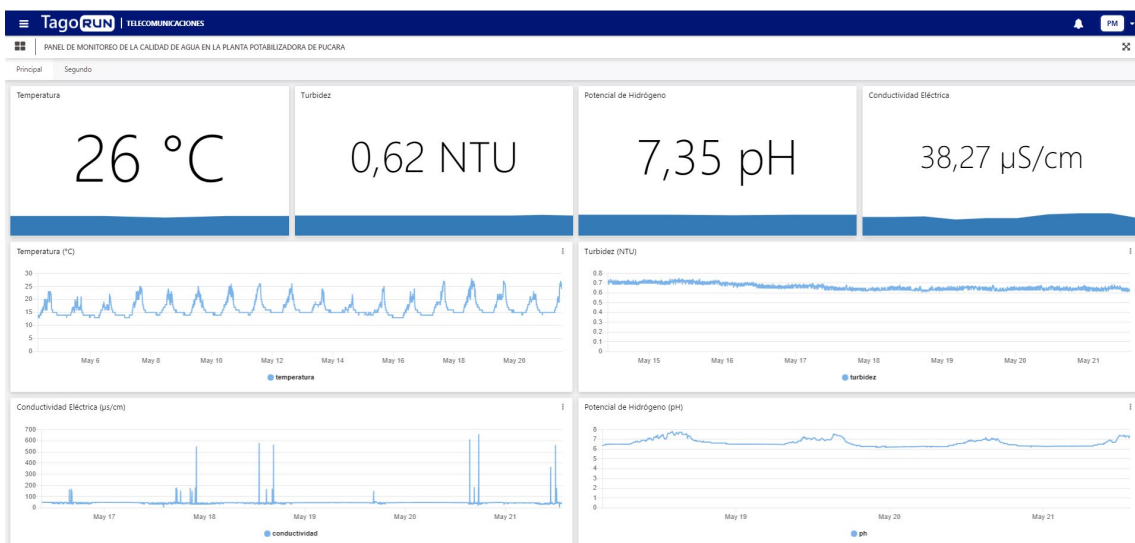 TagoRUN | TELECOMUNICACIONES PM
PANEL DE MONITOREO DE LA CALIDAD DE AGUA EN LA PLANTA POTABILIZADORA DE PUCARA
Principal Segundo
Temperatura
26 °C
Turbidez
0,62 NTU
Potencial de Hidrógeno
7,35 pH
Conductividad Eléctrica
38,27 µS/cm
Temperatura (°C)
30
25
20
15
10
5
0
May 6 May 8 May 10 May 12 May 14 May 16 May 18 May 20
temperatura
Turbidez (NTU)
0.8
0.7
0.6
0.5
0.4
0.3
0.2
0.1
0
May 15 May 16 May 17 May 18 May 19 May 20 May 21
turbidez
Conductividad Eléctrica (µs/cm)
700
600
500
400
300
200
100
0
May 17 May 18 May 19 May 20 May 21
conductividad
Potencial de Hidrógeno (pH)
8
7
6
5
4
3
2
1
0
May 19 May 20 May 21
ph